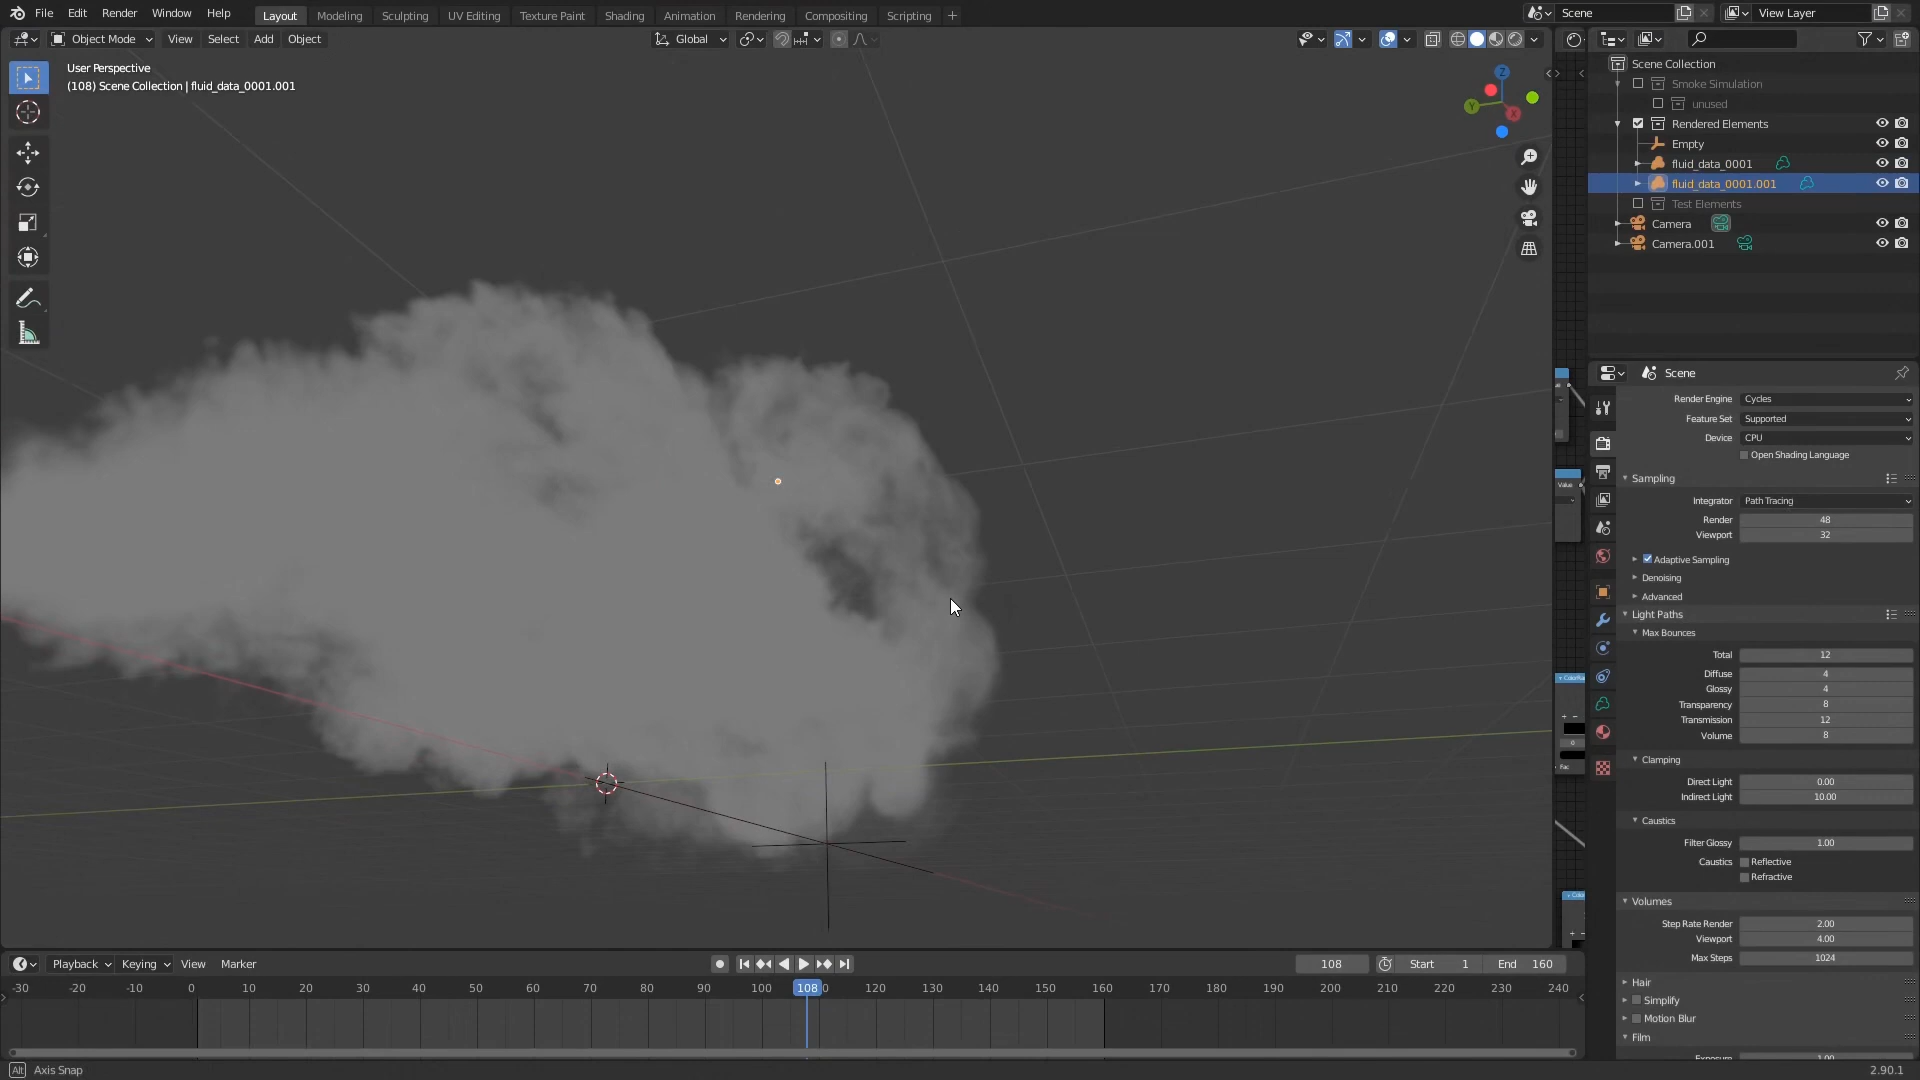 File Edit Render Window Help Layout Modeling Sculpting UV Editing Texture Paint Shading Animation Rendering Compositing Scripting + Scene View Layer
Object Mode View Select Add Object Global
User Perspective
(108) Scene Collection | fluid_data_0001.001
Z
Y
X
Scene Collection
Smoke Simulation
unused
Rendered Elements
Empty
fluid_data_0001
fluid_data_0001.001
Test Elements
Camera
Camera.001
Scene
Render Engine Cycles
Feature Set Supported
Device CPU
Open Shading Language
Sampling
Integrator Path Tracing
Render 48
Viewport 32
Adaptive Sampling
Denoising
Advanced
Light Paths
Max Bounces
Total 12
Diffuse 4
Glossy 4
Transparency 8
Transmission 12
Volume 8
Clamping
Direct Light 0.00
Indirect Light 10.00
Caustics
Filter Glossy 1.00
Caustics Reflective
Refractive
Volumes
Step Rate Render 2.00
Viewport 4.00
Max Steps 1024
Hair
Simplify
Motion Blur
Film
Exposure 1.00
Value
+ −
0
Fac
+ −
Playback Keying View Marker 108 Start 1 End 160
-30 -20 -10 0 10 20 30 40 50 60 70 80 90 100 108 120 130 140 150 160 170 180 190 200 210 220 230 240
Alt Axis Snap 2.90.1